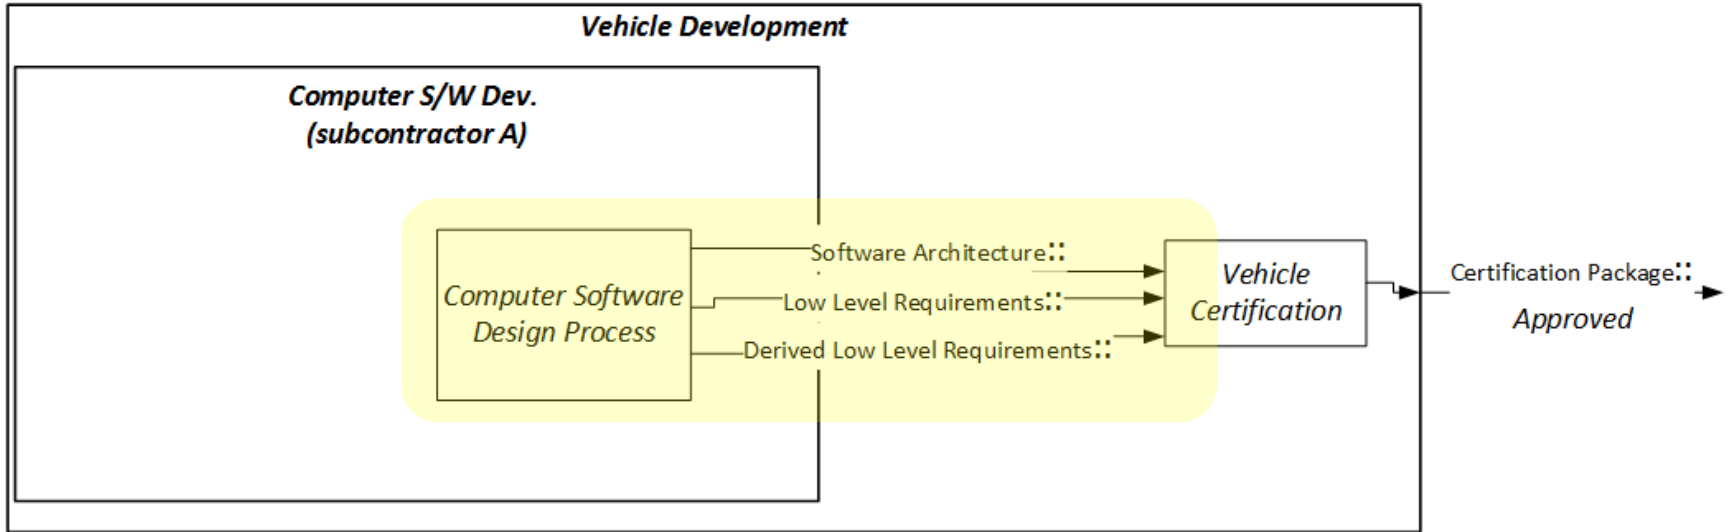 Vehicle Development
Computer S/W Dev.
(subcontractor A)
Computer Software
Design Process
Software Architecture::
Low Level Requirements::
Derived Low Level Requirements::
Vehicle
Certification
Certification Package::
Approved